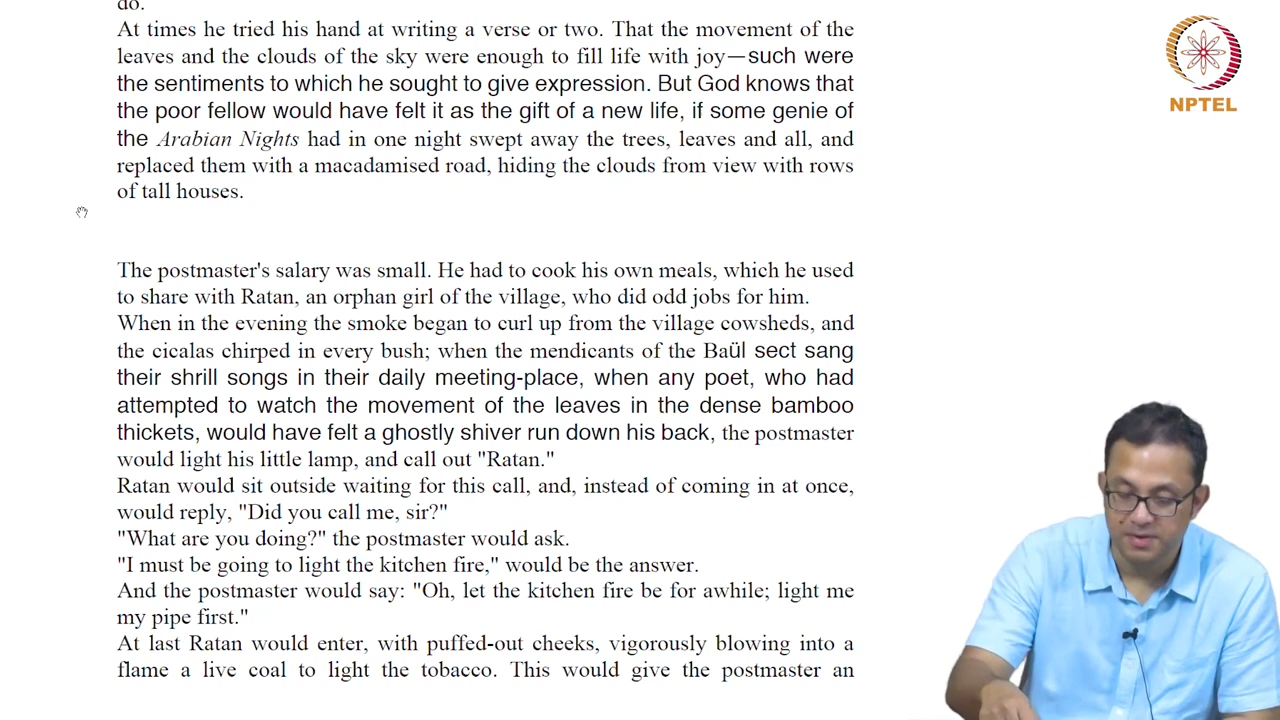 do.
At times he tried his hand at writing a verse or two. That the movement of the
leaves and the clouds of the sky were enough to fill life with joy—such were
the sentiments to which he sought to give expression. But God knows that
the poor fellow would have felt it as the gift of a new life, if some genie of
the Arabian Nights had in one night swept away the trees, leaves and all, and
replaced them with a macadamised road, hiding the clouds from view with rows
of tall houses.
The postmaster's salary was small. He had to cook his own meals, which he used
to share with Ratan, an orphan girl of the village, who did odd jobs for him.
When in the evening the smoke began to curl up from the village cowsheds, and
the cicalas chirped in every bush; when the mendicants of the Baül sect sang
their shrill songs in their daily meeting-place, when any poet, who had
attempted to watch the movement of the leaves in the dense bamboo
thickets, would have felt a ghostly shiver run down his back, the postmaster
would light his little lamp, and call out "Ratan."
Ratan would sit outside waiting for this call, and, instead of coming in at once,
would reply, "Did you call me, sir?"
"What are you doing?" the postmaster would ask.
"I must be going to light the kitchen fire," would be the answer.
And the postmaster would say: "Oh, let the kitchen fire be for awhile; light me
my pipe first."
At last Ratan would enter, with puffed-out cheeks, vigorously blowing into a
flame a live coal to light the tobacco. This would give the postmaster an
NPTEL